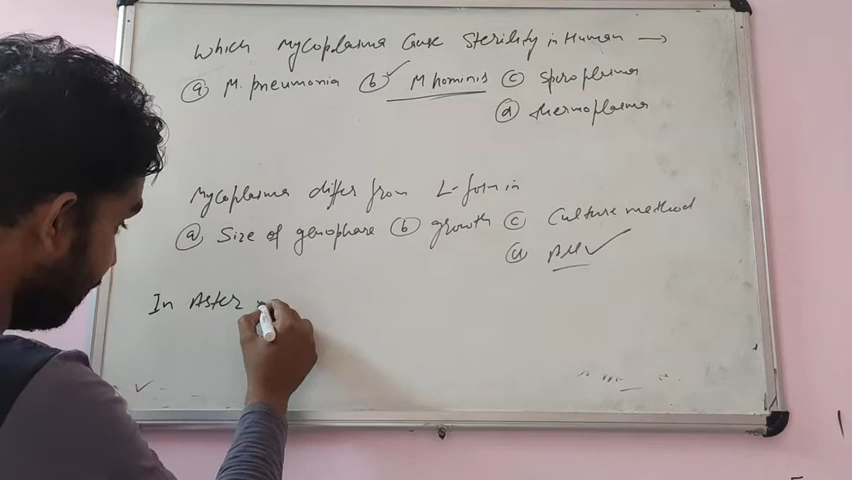 Which Mycoplasma Cause Sterility in Human →
(a) M. pneumonia (b) ✓ M hominis (c) Spiroplasma
(d) thermoplasma
Mycoplasma differ from L-form in
(a) Size of genophare (b) growth (c) Culture method
(d) All ✓
In Aster